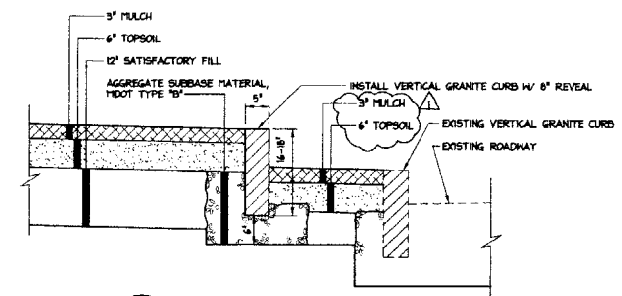 3" MULCH
6" TOPSOIL
12" SATISFACTORY FILL
AGGREGATE SUBBASE MATERIAL,
MDOT TYPE "B"
5"
INSTALL VERTICAL GRANITE CURB W/ 8" REVEAL
3" MULCH
1
6" TOPSOIL
EXISTING VERTICAL GRANITE CURB
EXISTING ROADWAY
16-18"
6"